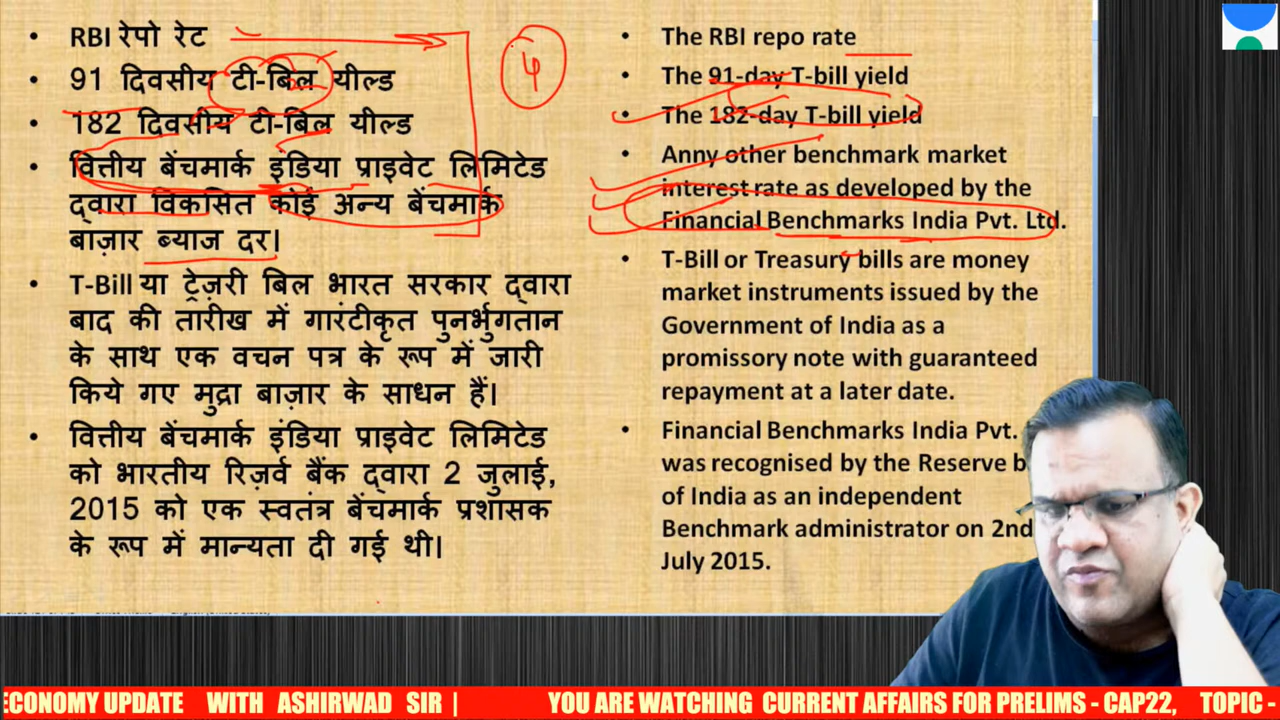 RBI रेपो रेट
91 दिवसीय टी-बिल यील्ड
182 दिवसीय टी-बिल यील्ड
वित्तीय बेंचमार्क इंडिया प्राइवेट लिमिटेड
द्वारा विकसित कोई अन्य बेंचमार्क
बाज़ार ब्याज दर।
T-Bill या ट्रेज़री बिल भारत सरकार द्वारा
बाद की तारीख में गारंटीकृत पुनर्भुगतान
के साथ एक वचन पत्र के रूप में जारी
किये गए मुद्रा बाज़ार के साधन हैं।
वित्तीय बेंचमार्क इंडिया प्राइवेट लिमिटेड
को भारतीय रिज़र्व बैंक द्वारा 2 जुलाई,
2015 को एक स्वतंत्र बेंचमार्क प्रशासक
के रूप में मान्यता दी गई थी।
The RBI repo rate
The 91-day T-bill yield
The 182-day T-bill yield
Anny other benchmark market
interest rate as developed by the
Financial Benchmarks India Pvt. Ltd.
T-Bill or Treasury bills are money
market instruments issued by the
Government of India as a
promissory note with guaranteed
repayment at a later date.
Financial Benchmarks India Pvt.
was recognised by the Reserve b
of India as an independent
Benchmark administrator on 2nd
July 2015.
ECONOMY UPDATE WITH ASHIRWAD SIR | YOU ARE WATCHING CURRENT AFFAIRS FOR PRELIMS - CAP22, TOPIC -